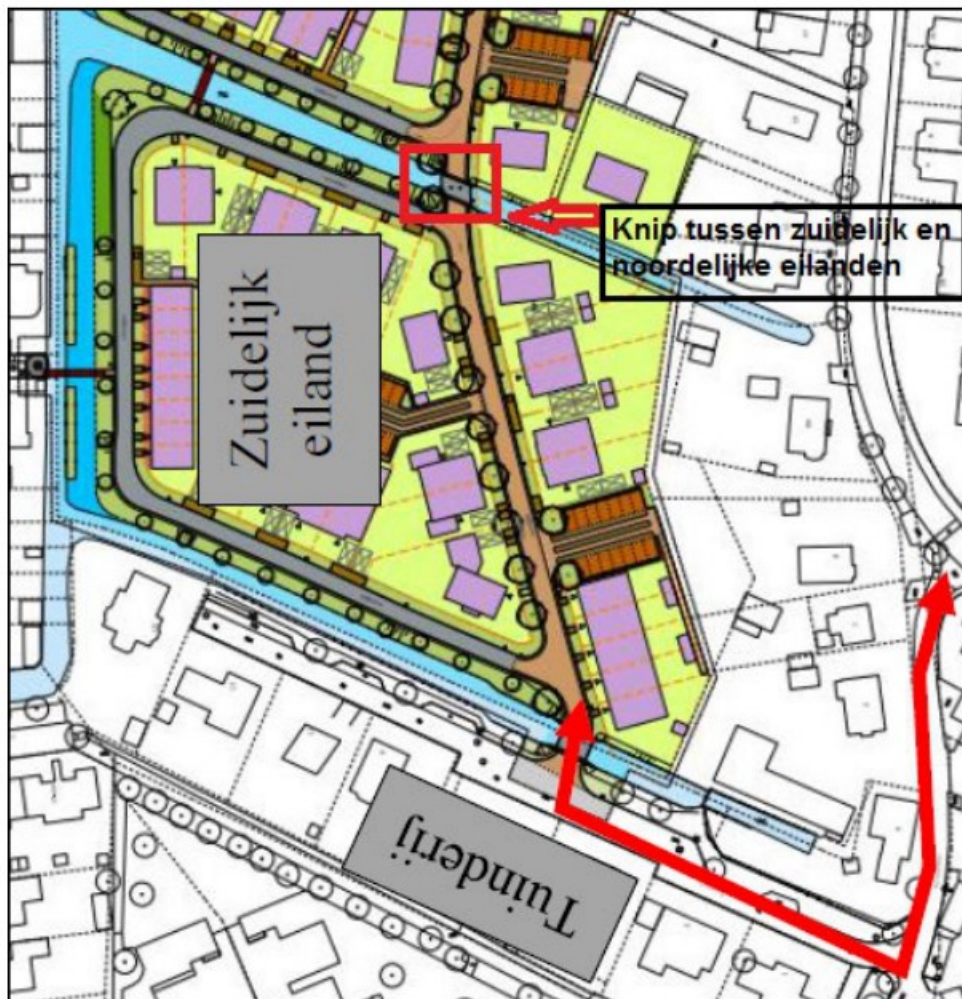 Knip tussen zuidelijk en
noordelijke eilanden
Zuidelijk
eiland
Tuinderij